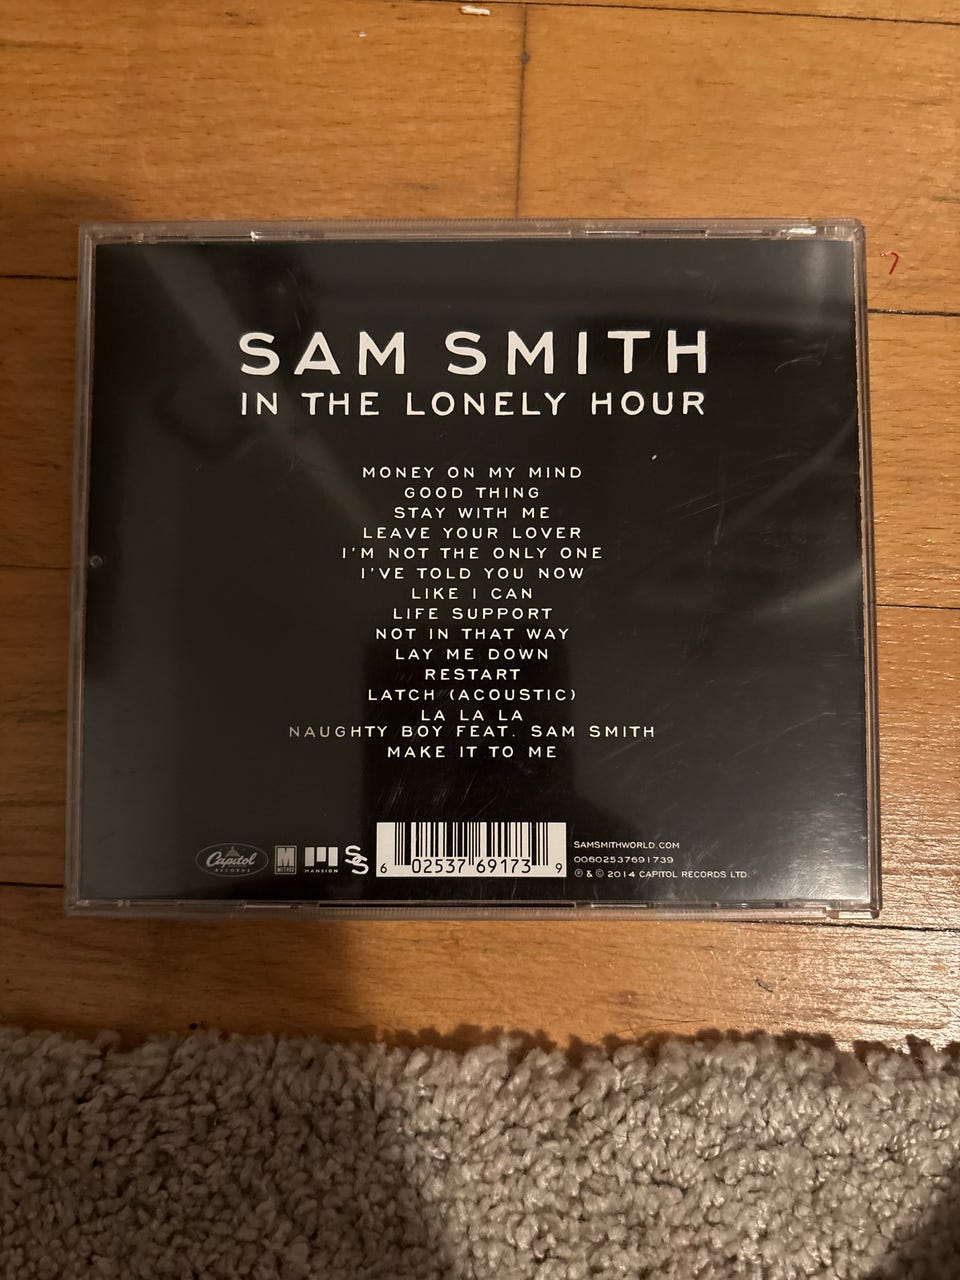 SAM SMITH
IN THE LONELY HOUR
MONEY ON MY MIND
GOOD THING
STAY WITH ME
LEAVE YOUR LOVER
I'M NOT THE ONLY ONE
I'VE TOLD YOU NOW
LIKE I CAN
LIFE SUPPORT
NOT IN THAT WAY
LAY ME DOWN
RESTART
LATCH (ACOUSTIC)
LA LA LA
NAUGHTY BOY FEAT. SAM SMITH
MAKE IT TO ME
Capitol
RECORDS
M
METHOD
MANSION
SS
6 02537 69173 9
SAMSMITHWORLD.COM
00602537691739
℗ & © 2014 CAPITOL RECORDS LTD.